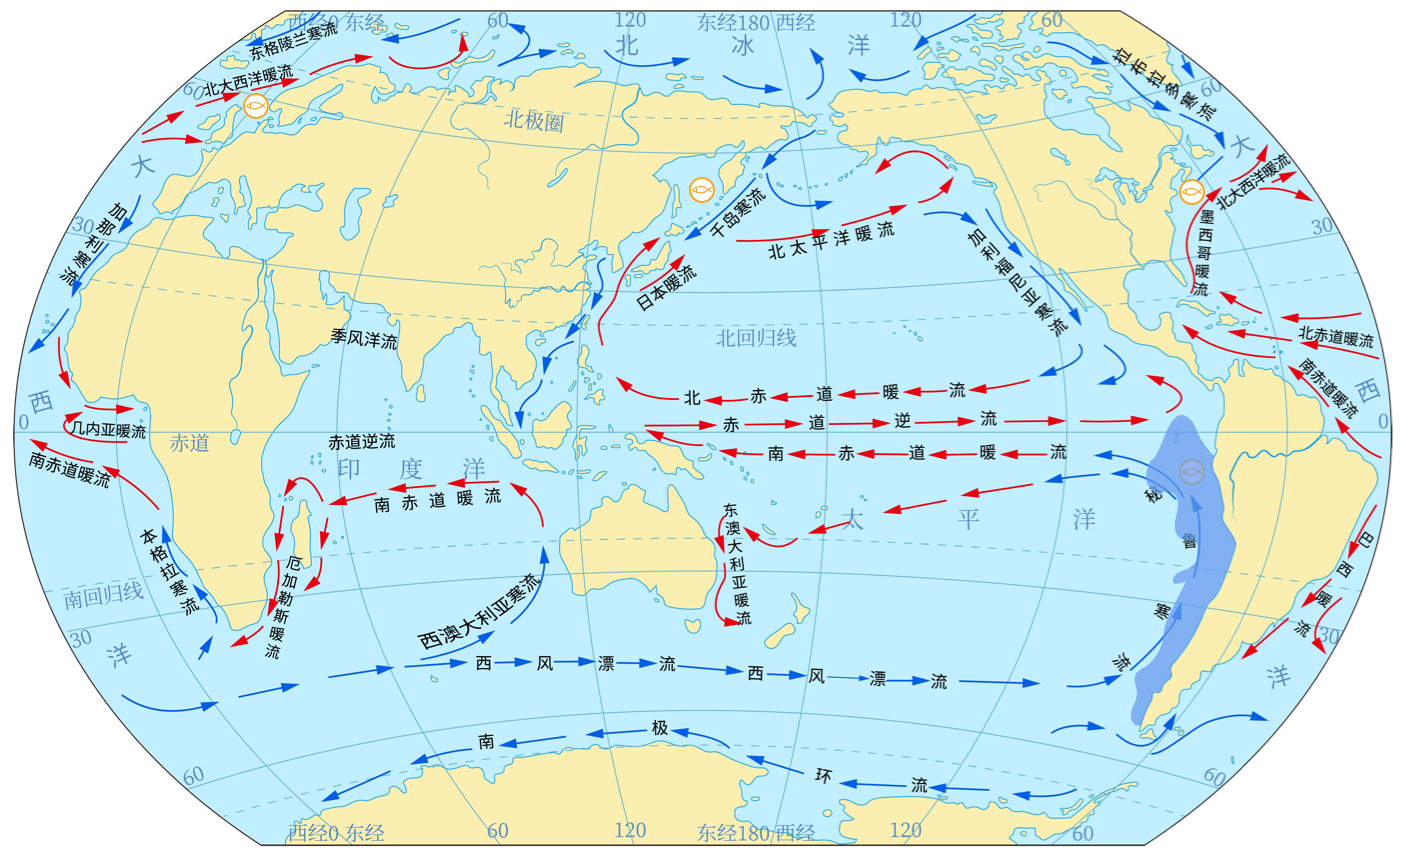 西经0 东经
60
120
东经180 西经
120
60
北 冰 洋
东格陵兰寒流
北大西洋暖流
60
北极圈
拉布拉多寒流
60
大
大
加那利寒流
30
千岛寒流
北太平洋暖流
日本暖流
加利福尼亚寒流
北大西洋暖流
墨西哥暖流
30
季风洋流
北回归线
北赤道暖流
南赤道暖流
西
西
0
北赤道暖流
赤道逆流
南赤道暖流
0
几内亚暖流
赤道
赤道逆流
印度洋
南赤道暖流
南赤道暖流
太平洋
秘鲁寒流
东澳大利亚暖流
本格拉寒流
厄加勒斯暖流
西澳大利亚寒流
巴西暖流
南回归线
30
30
洋
洋
西风漂流
西风漂流
南极环流
60
60
西经0 东经
60
120
东经180 西经
120
60